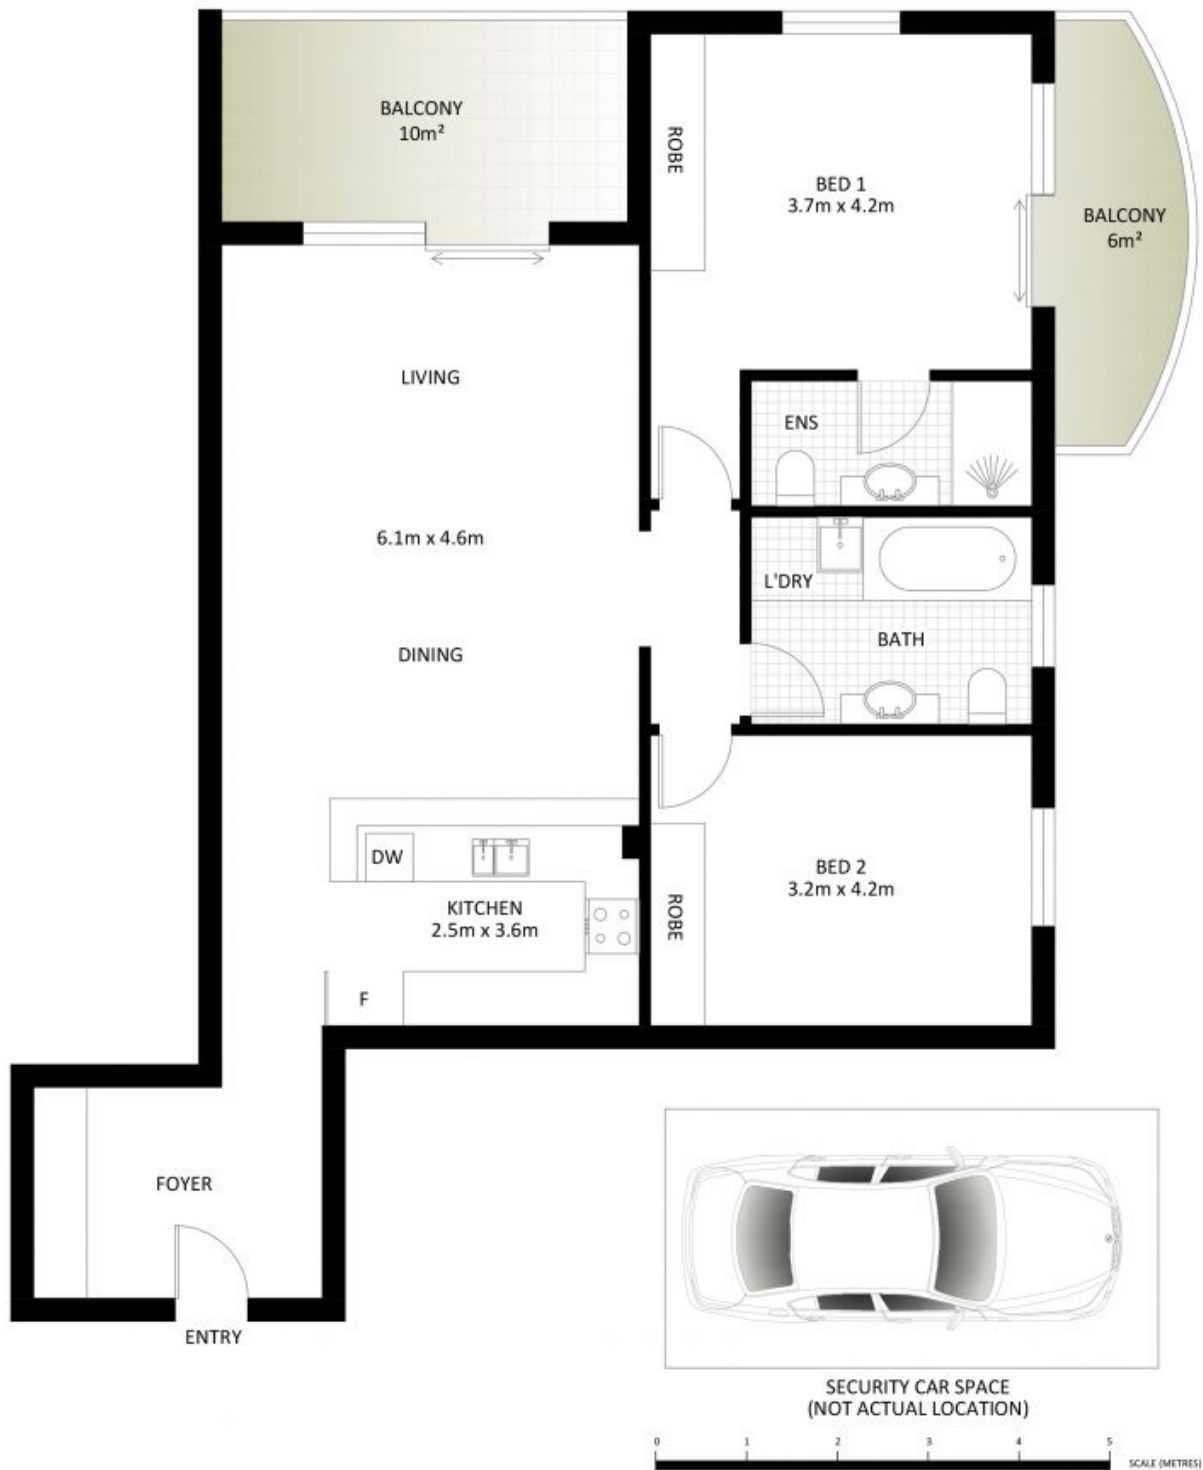 BALCONY
10m²
ROBE
BED 1
3.7m x 4.2m
BALCONY
6m²
LIVING
ENS
6.1m x 4.6m
L'DRY
BATH
DINING
DW
BED 2
3.2m x 4.2m
KITCHEN
2.5m x 3.6m
ROBE
F
FOYER
ENTRY
SECURITY CAR SPACE
(NOT ACTUAL LOCATION)
0 1 2 3 4 5
SCALE (METRES)